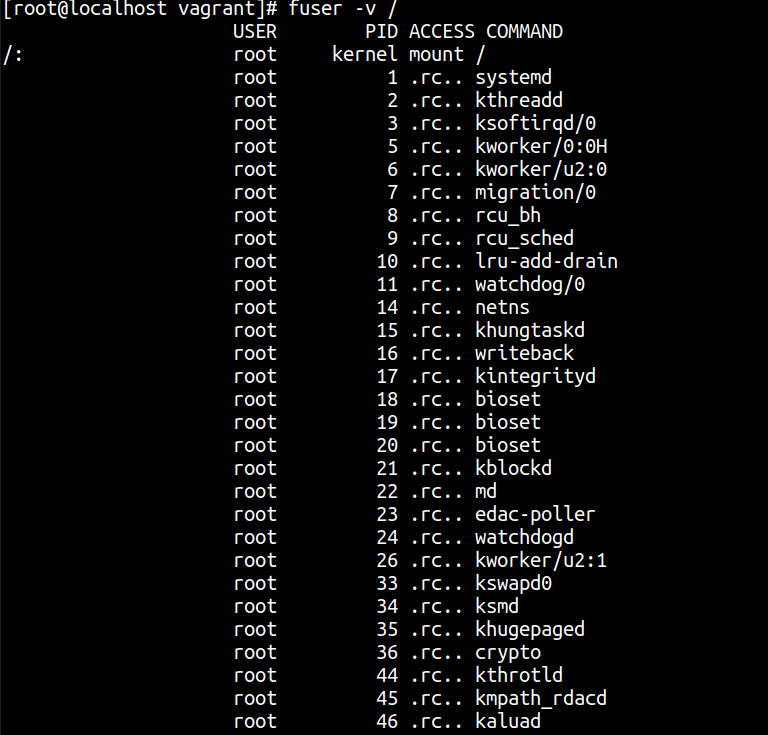 [root@localhost vagrant]# fuser -v /
                     USER        PID ACCESS COMMAND
/:                   root     kernel mount /
                     root          1 .rc.. systemd
                     root          2 .rc.. kthreadd
                     root          3 .rc.. ksoftirqd/0
                     root          5 .rc.. kworker/0:0H
                     root          6 .rc.. kworker/u2:0
                     root          7 .rc.. migration/0
                     root          8 .rc.. rcu_bh
                     root          9 .rc.. rcu_sched
                     root         10 .rc.. lru-add-drain
                     root         11 .rc.. watchdog/0
                     root         14 .rc.. netns
                     root         15 .rc.. khungtaskd
                     root         16 .rc.. writeback
                     root         17 .rc.. kintegrityd
                     root         18 .rc.. bioset
                     root         19 .rc.. bioset
                     root         20 .rc.. bioset
                     root         21 .rc.. kblockd
                     root         22 .rc.. md
                     root         23 .rc.. edac-poller
                     root         24 .rc.. watchdogd
                     root         26 .rc.. kworker/u2:1
                     root         33 .rc.. kswapd0
                     root         34 .rc.. ksmd
                     root         35 .rc.. khugepaged
                     root         36 .rc.. crypto
                     root         44 .rc.. kthrotld
                     root         45 .rc.. kmpath_rdacd
                     root         46 .rc.. kaluad